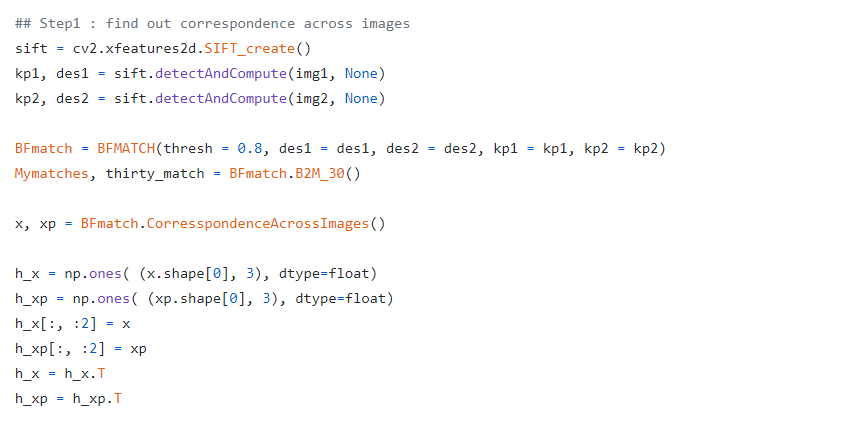 ## Step1 : find out correspondence across images
sift = cv2.xfeatures2d.SIFT_create()
kp1, des1 = sift.detectAndCompute(img1, None)
kp2, des2 = sift.detectAndCompute(img2, None)
BFmatch = BFMATCH(thresh = 0.8, des1 = des1, des2 = des2, kp1 = kp1, kp2 = kp2)
Mymatches, thirty_match = BFmatch.B2M_30()
x, xp = BFmatch.CorresspondenceAcrossImages()
h_x = np.ones( (x.shape[0], 3), dtype=float)
h_xp = np.ones( (xp.shape[0], 3), dtype=float)
h_x[:, :2] = x
h_xp[:, :2] = xp
h_x = h_x.T
h_xp = h_xp.T